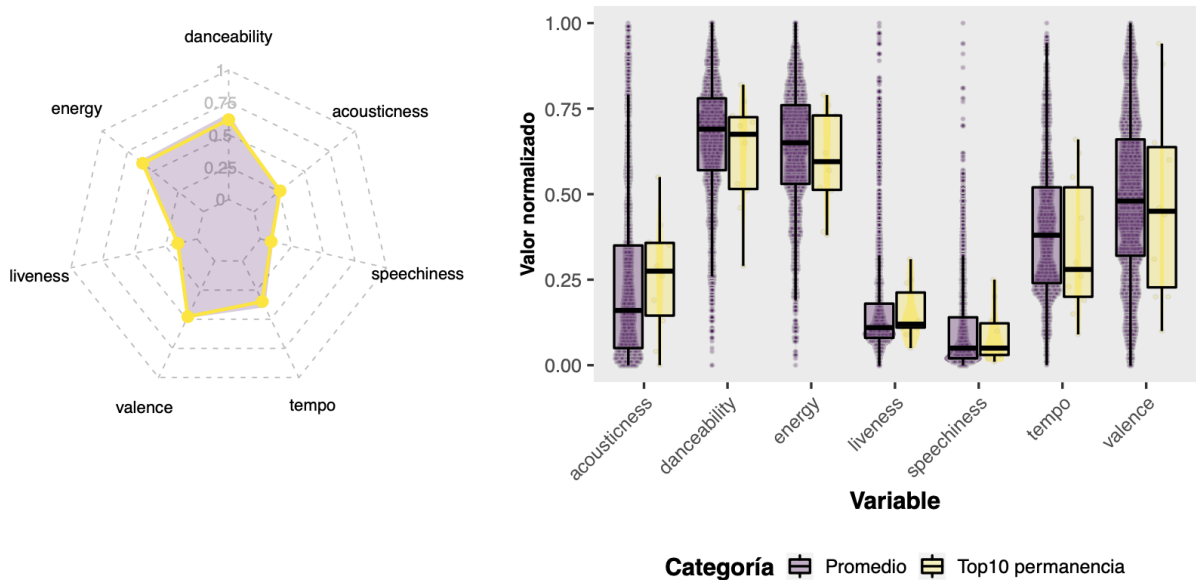 danceability
1
0.75
0.5
0.25
0
energy
acousticness
liveness
speechiness
valence
tempo
1.00
0.75
0.50
0.25
0.00
Valor normalizado
acousticness
danceability
energy
liveness
speechiness
tempo
valence
Variable
Categoría Promedio Top10 permanencia